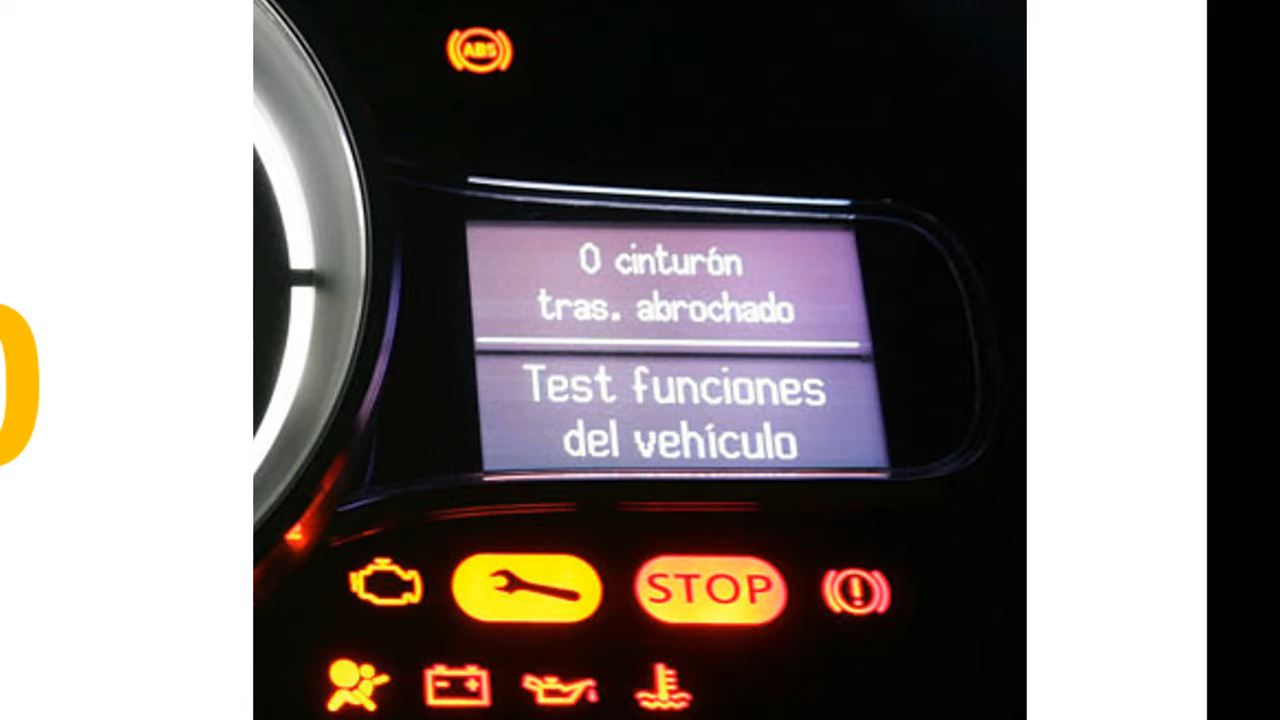 ABS
0 cinturón
tras. abrochado
Test funciones
del vehículo
STOP